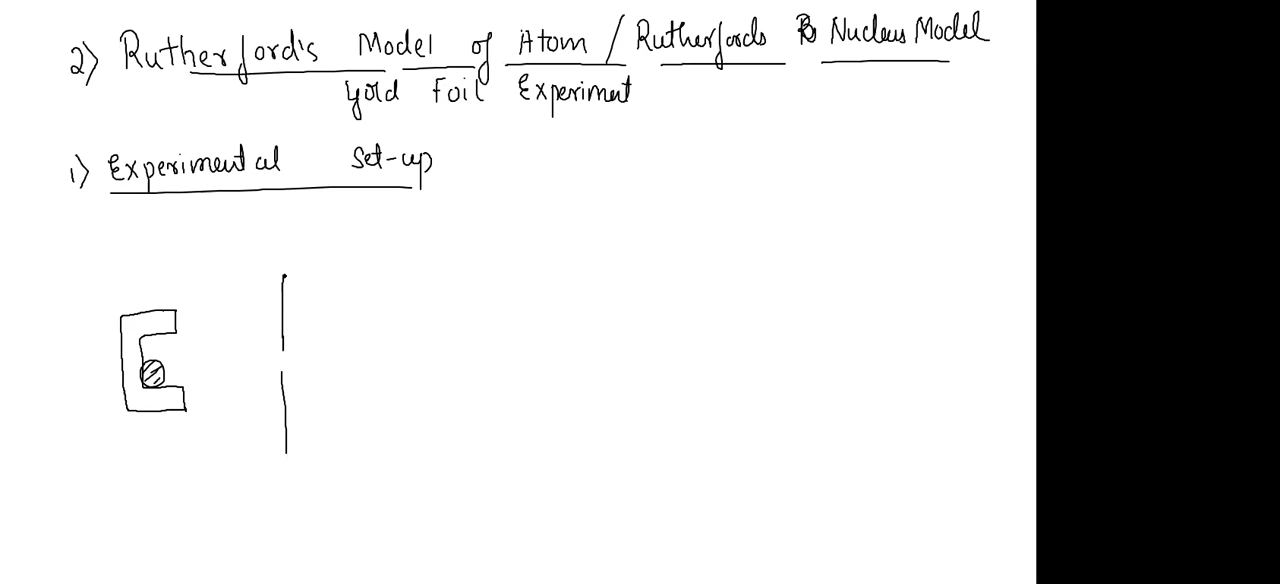 2) Rutherford's Model of Atom / Rutherfords Nucleus Model
Gold Foil Experiment
1) Experimental Set-up